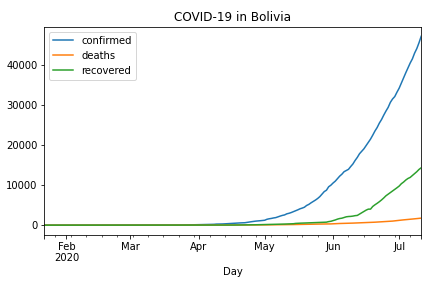 COVID-19 in Bolivia
confirmed
deaths
recovered
40000
30000
20000
10000
0
Feb Mar Apr May Jun Jul
2020
Day